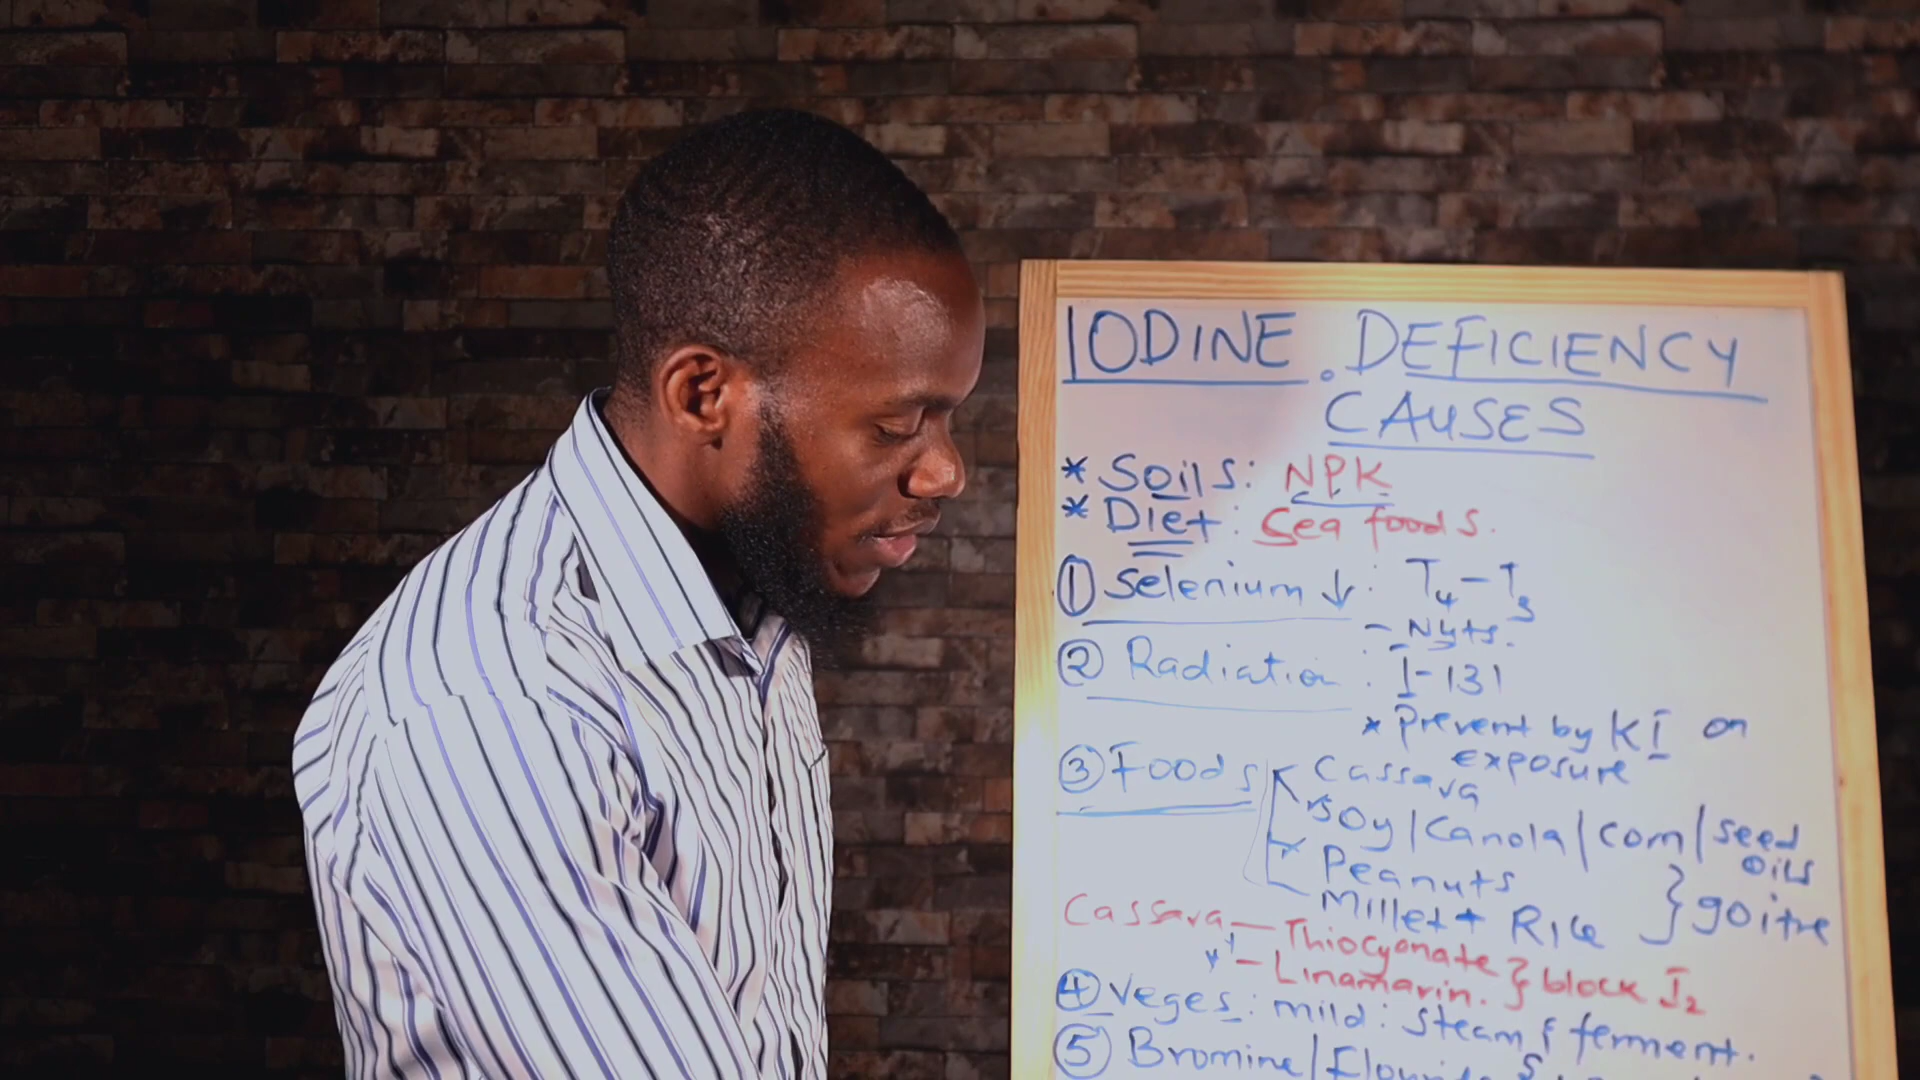 IODINE . DEFICIENCY
CAUSES
* Soils: NPK
* Diet: Sea foods.
① Selenium ↓ : T4 - T3
- Nyts.
② Radiation : I-131
* Prevent by KI on
exposure
③ Foods Cassava
Soy/Canola/Corn/seed
oils
Peanuts
Millet + Rice } goitre
Cassava - Thiocyanate
- Linamarin. } block I2
④ Veges: mild: Steam & ferment.
⑤ Bromine/